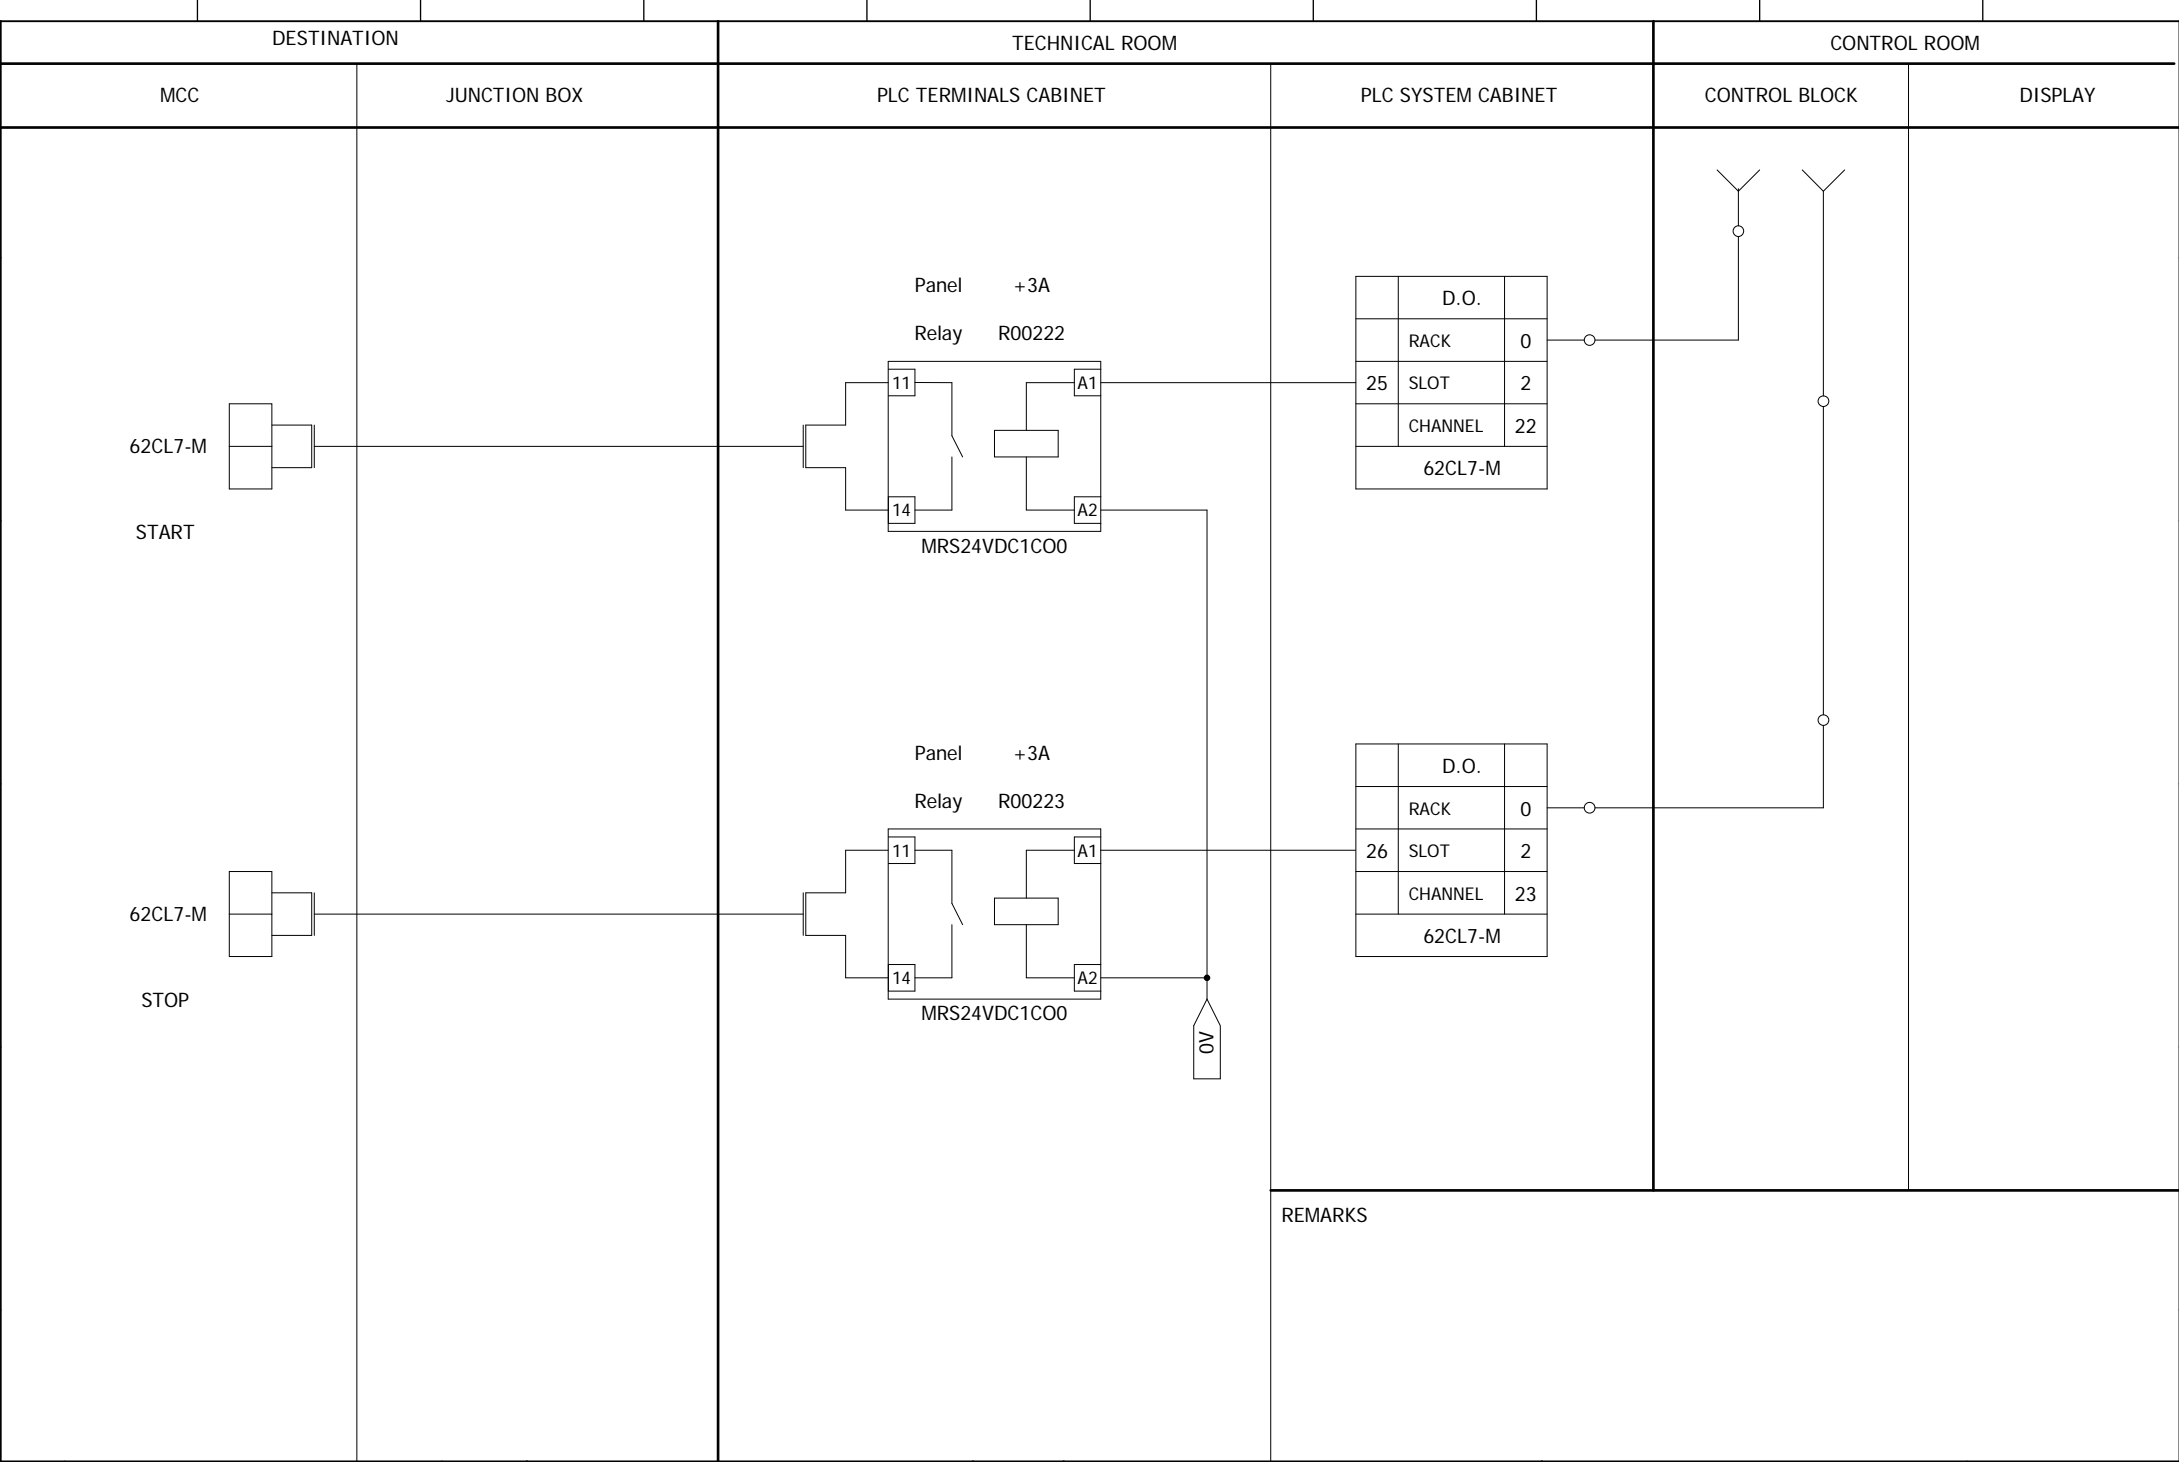 DESTINATION
TECHNICAL ROOM
CONTROL ROOM
MCC
JUNCTION BOX
PLC TERMINALS CABINET
PLC SYSTEM CABINET
CONTROL BLOCK
DISPLAY
Panel +3A
Relay R00222
11
A1
14
A2
MRS24VDC1CO0
62CL7-M
START
D.O.
RACK 0
25 SLOT 2
CHANNEL 22
62CL7-M
Panel +3A
Relay R00223
11
A1
14
A2
MRS24VDC1CO0
62CL7-M
STOP
D.O.
RACK 0
26 SLOT 2
CHANNEL 23
62CL7-M
0V
REMARKS